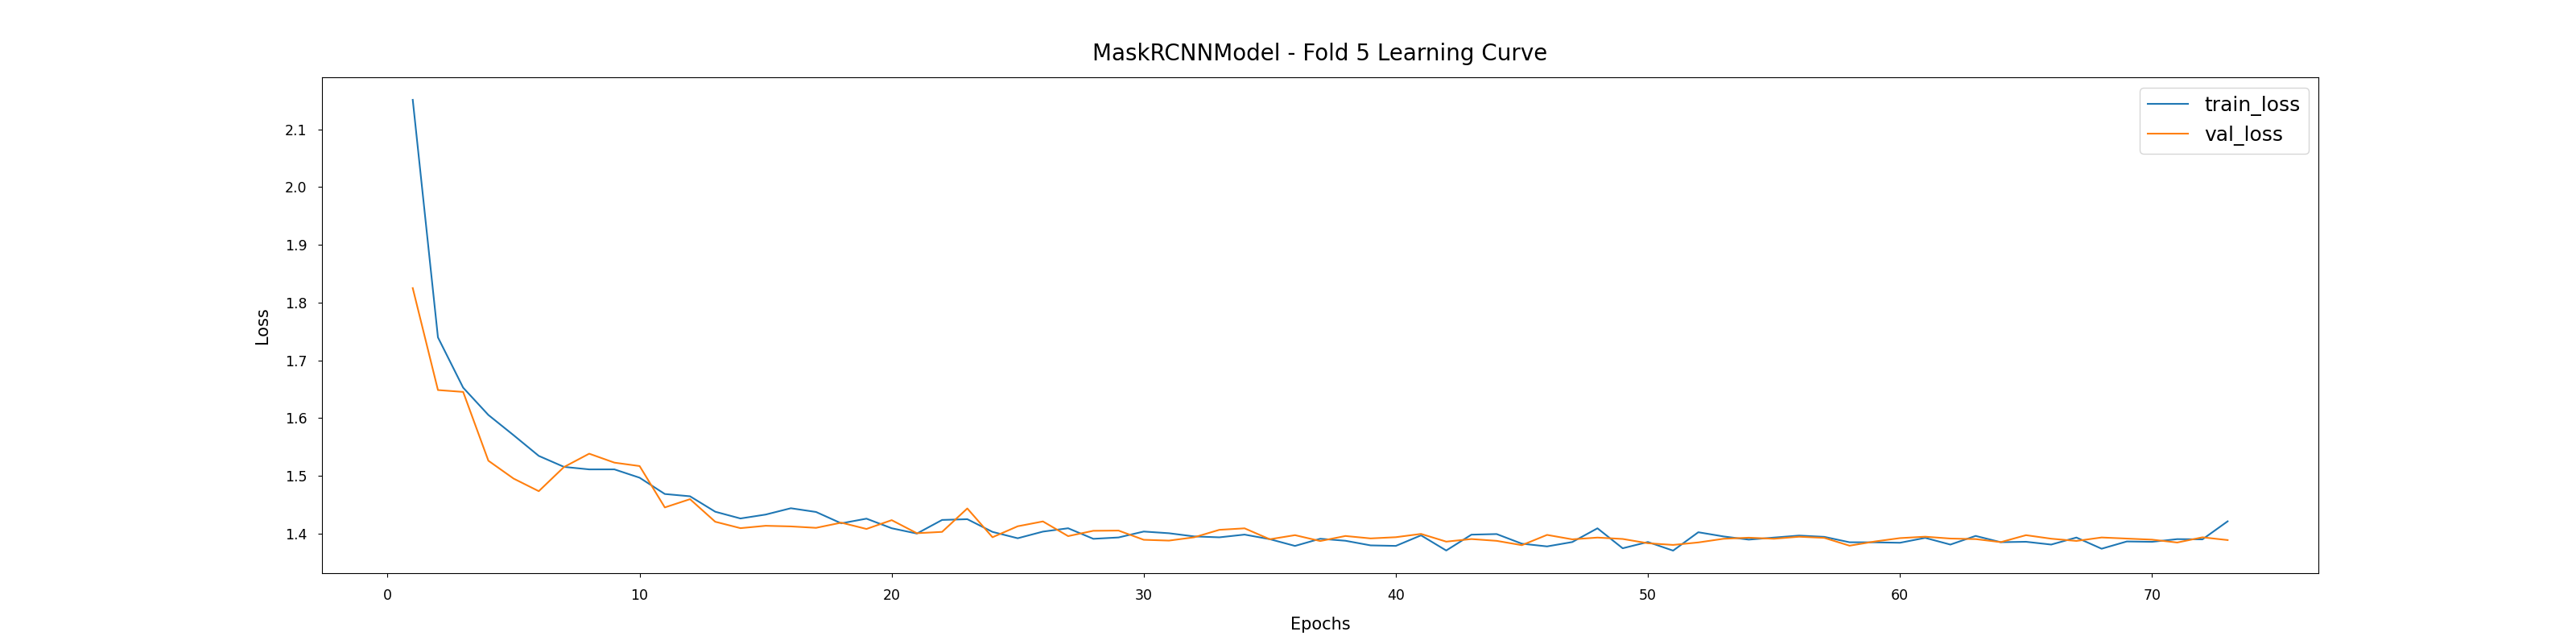 MaskRCNNModel - Fold 5 Learning Curve
train_loss
val_loss
2.1
2.0
1.9
1.8
1.7
1.6
1.5
1.4
Loss
0 10 20 30 40 50 60 70
Epochs